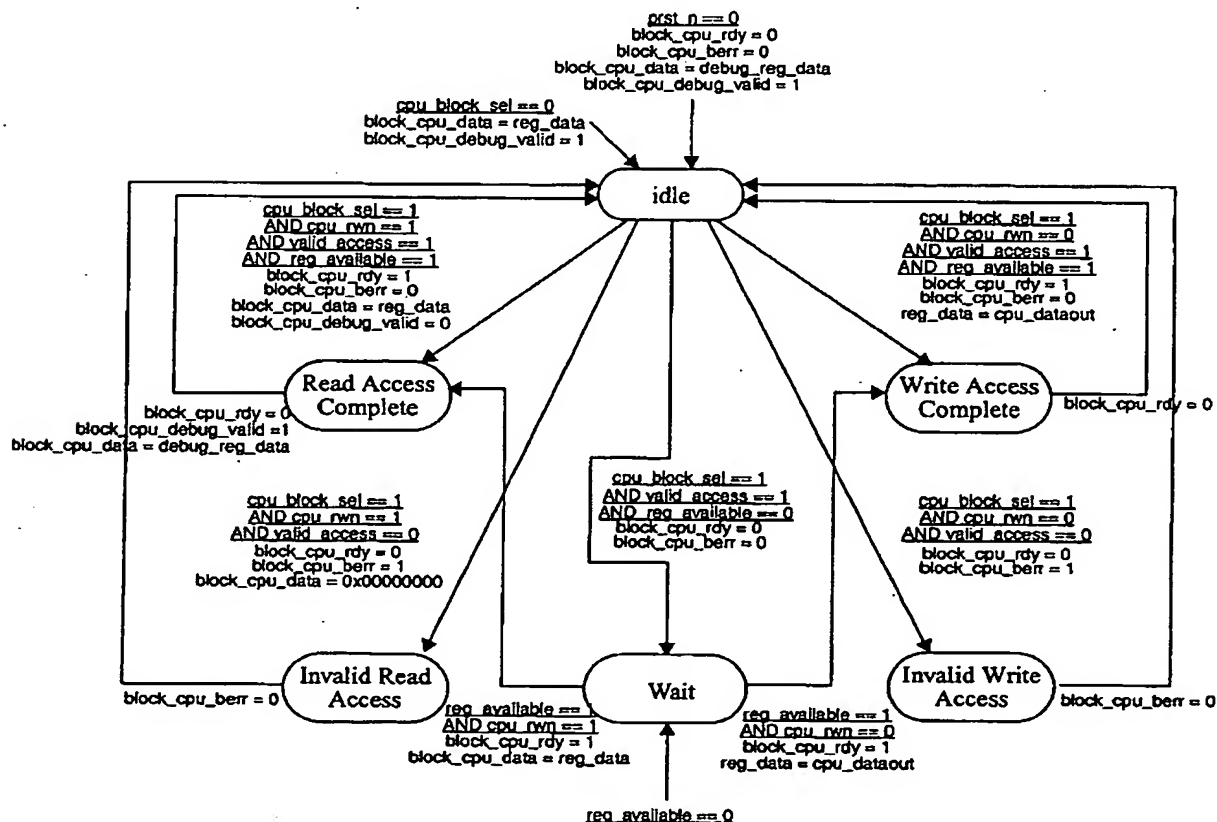 prst_n == 0
block_cpu_rdy = 0
block_cpu_berr = 0
block_cpu_data = debug_reg_data
block_cpu_debug_valid = 1
cpu_block_sel == 0
block_cpu_data = reg_data
block_cpu_debug_valid = 1
idle
cpu_block_sel == 1
AND cpu_rwn == 1
AND valid_access == 1
AND reg_available == 1
block_cpu_rdy = 1
block_cpu_berr = 0
block_cpu_data = reg_data
block_cpu_debug_valid = 0
cpu_block_sel == 1
AND cpu_rwn == 0
AND valid_access == 1
AND reg_available == 1
block_cpu_rdy = 1
block_cpu_berr = 0
reg_data = cpu_dataout
Read Access
Complete
Write Access
Complete
block_cpu_rdy = 0
block_cpu_debug_valid =1
block_cpu_data = debug_reg_data
block_cpu_rdy = 0
cpu_block_sel == 1
AND cpu_rwn == 1
AND valid_access == 0
block_cpu_rdy = 0
block_cpu_berr = 1
block_cpu_data = 0x00000000
cpu_block_sel == 1
AND valid_access == 1
AND reg_available == 0
block_cpu_rdy = 0
block_cpu_berr = 0
cpu_block_sel == 1
AND cpu_rwn == 0
AND valid_access == 0
block_cpu_rdy = 0
block_cpu_berr = 1
Invalid Read
Access
Wait
Invalid Write
Access
block_cpu_berr = 0
block_cpu_berr = 0
reg_available == 1
AND cpu_rwn == 1
block_cpu_rdy = 1
block_cpu_data = reg_data
reg_available == 1
AND cpu_rwn == 0
block_cpu_rdy = 1
reg_data = cpu_dataout
reg_available == 0